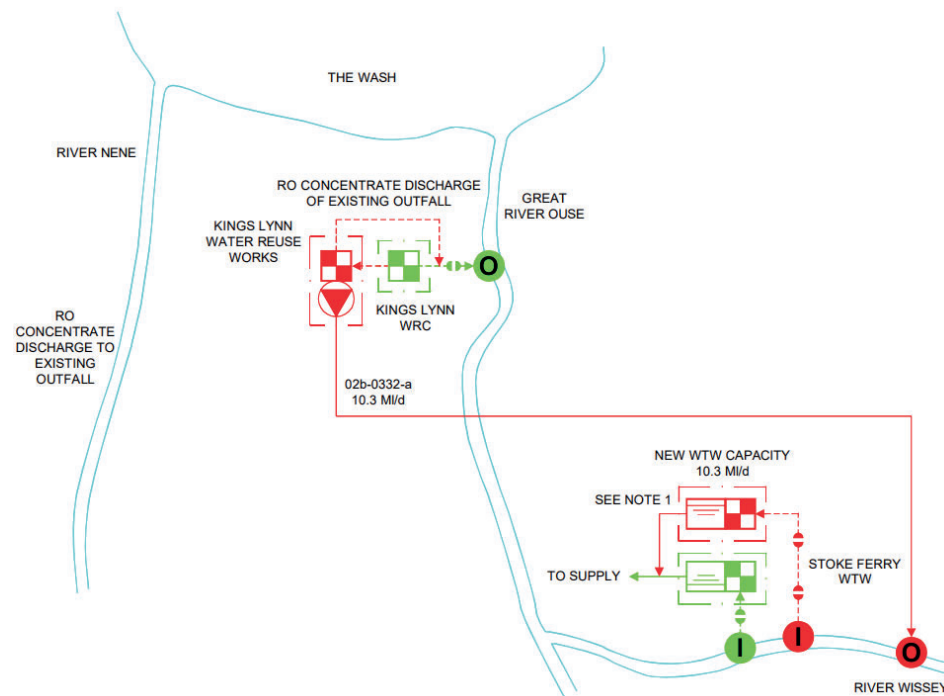 THE WASH
RIVER NENE
RO CONCENTRATE DISCHARGE
OF EXISTING OUTFALL
GREAT
RIVER OUSE
KINGS LYNN
WATER REUSE
WORKS
O
KINGS LYNN
WRC
RO
CONCENTRATE
DISCHARGE TO
EXISTING
OUTFALL
02b-0332-a
10.3 Ml/d
NEW WTW CAPACITY
10.3 Ml/d
SEE NOTE 1
STOKE FERRY
WTW
TO SUPPLY
I
I
O
RIVER WISSEY